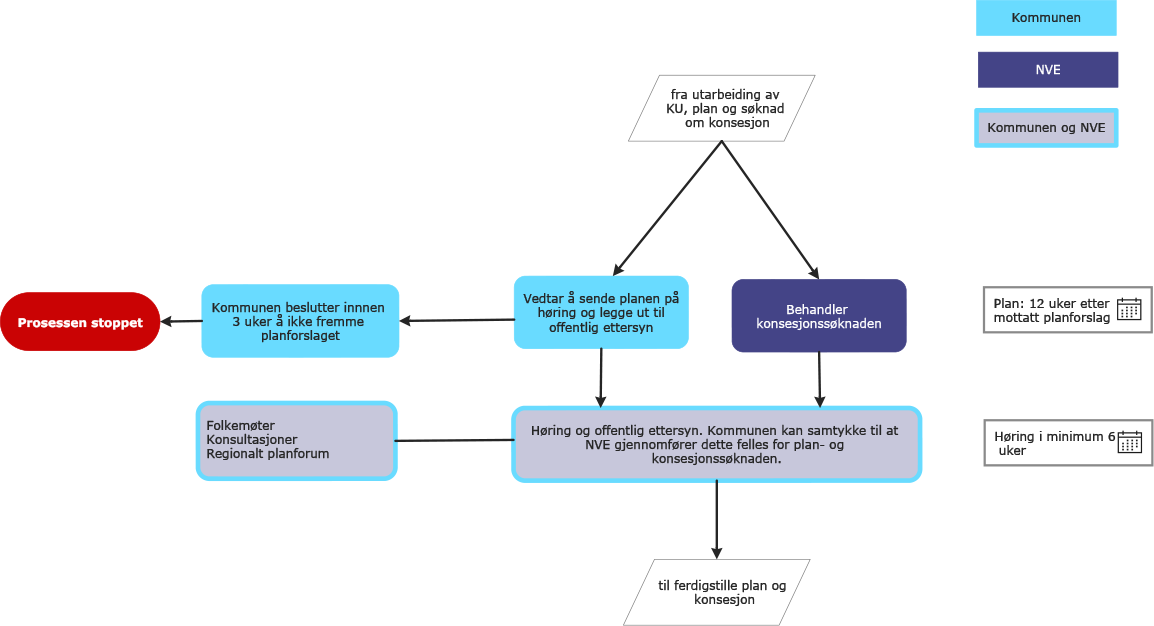 Kommunen
NVE
Kommunen og NVE
fra utarbeiding av
KU, plan og søknad
om konsesjon
Prosessen stoppet
Kommunen beslutter innnen
3 uker å ikke fremme
planforslaget
Vedtar å sende planen på
høring og legge ut til
offentlig ettersyn
Behandler
konsesjonssøknaden
Plan: 12 uker etter
mottatt planforslag
Folkemøter
Konsultasjoner
Regionalt planforum
Høring og offentlig ettersyn. Kommunen kan samtykke til at
NVE gjennomfører dette felles for plan- og
konsesjonssøknaden.
Høring i minimum 6
uker
til ferdigstille plan og
konsesjon